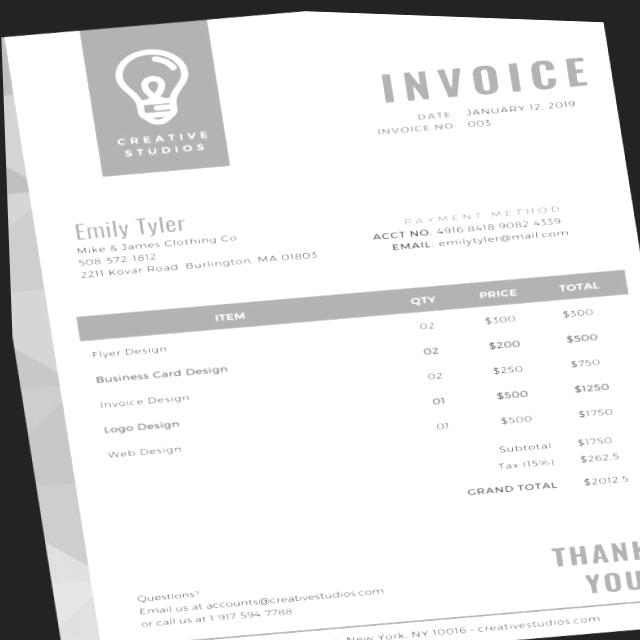 CREATIVE
STUDIOS
INVOICE
DATE: JANUARY 12, 2019
INVOICE NO: 003
Emily Tyler
Mike & James Clothing Co
508 572 1812
2211 Kovar Road. Burlington, MA 01803
PAYMENT METHOD
ACCT NO: 4916 8418 9082 4339
EMAIL: emilytyler@mail.com
ITEM QTY PRICE TOTAL
Flyer Design 02 $300 $300
Business Card Design 02 $200 $500
Invoice Design 02 $250 $750
Logo Design 01 $500 $1250
Web Design 01 $500 $1750
Subtotal $1750
Tax (15%) $262.5
GRAND TOTAL $2012.5
THANK
YOU
Questions?
Email us at accounts@creativestudios.com
or call us at 1 917 594 7788
New York, NY 10016 - creativestudios.com